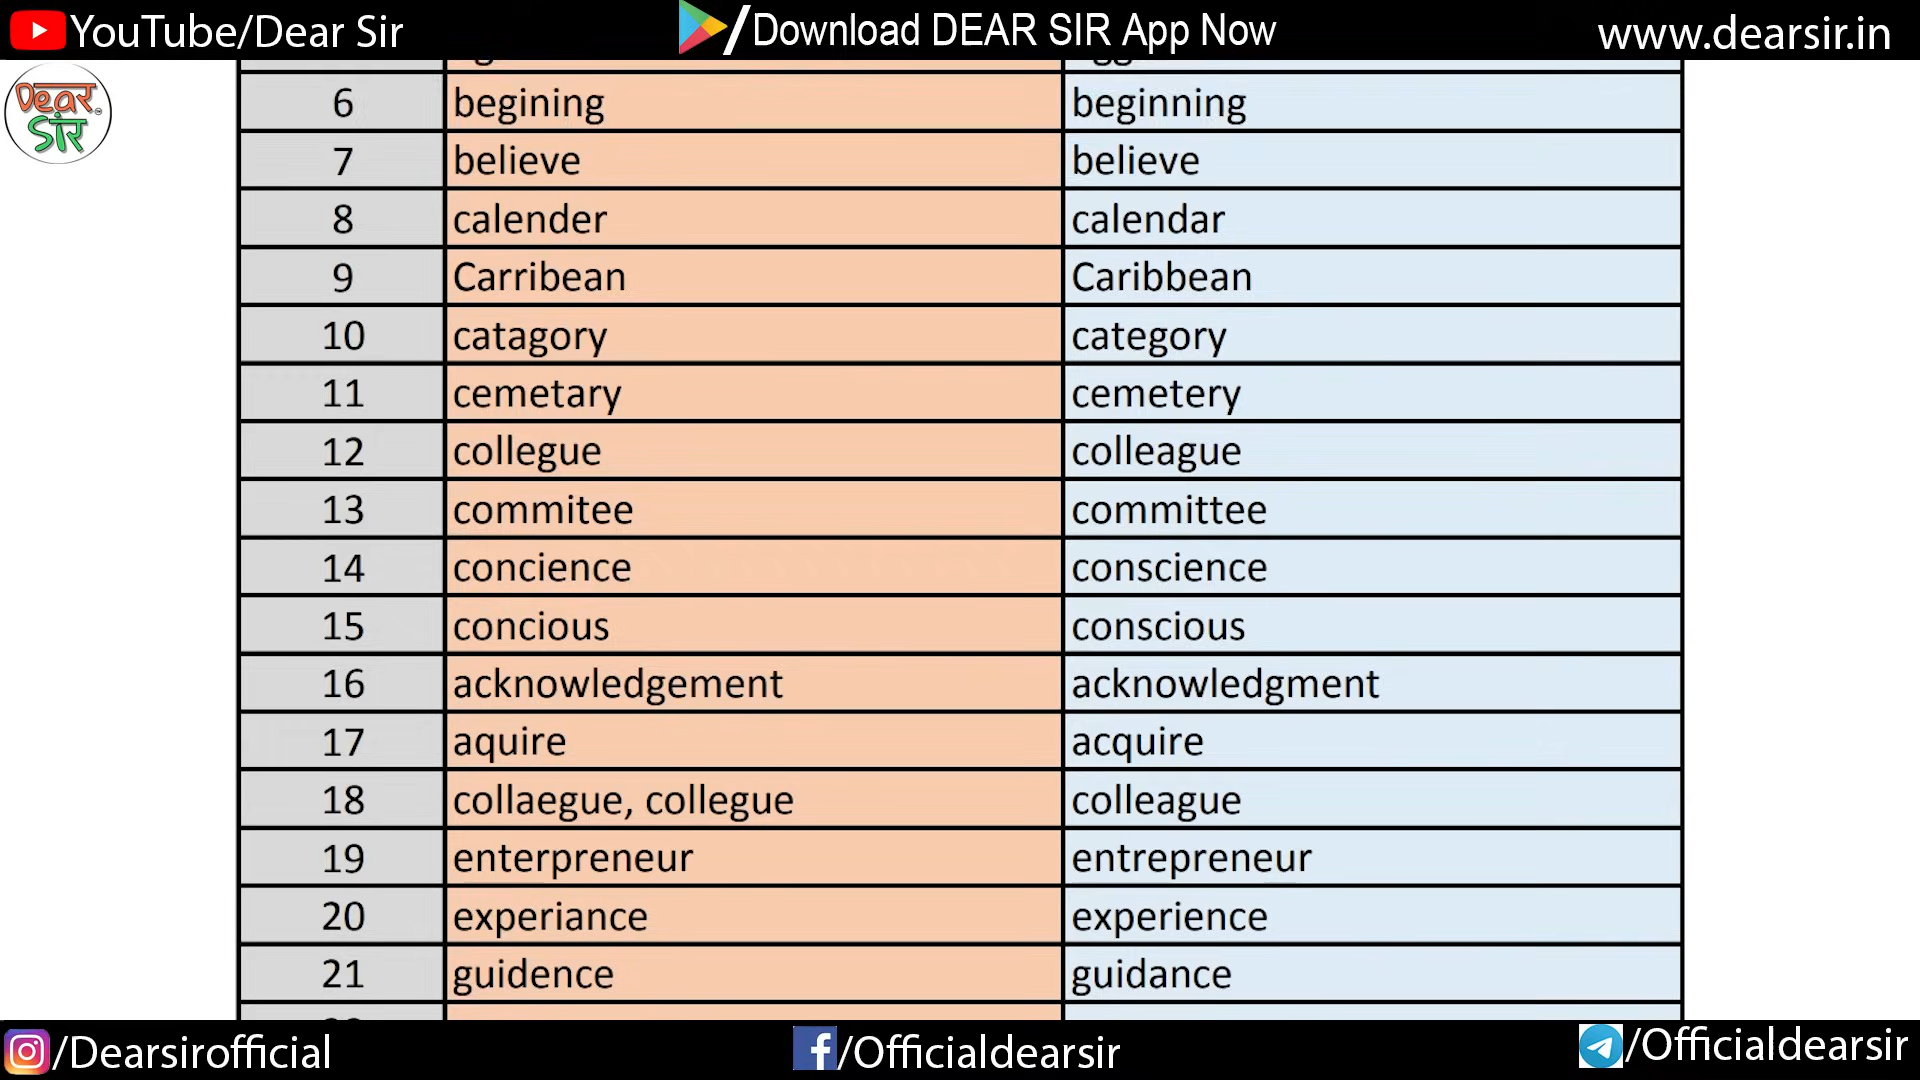 YouTube/Dear Sir
/Download DEAR SIR App Now
www.dearsir.in
Dear
सिर
6 begining beginning
7 believe believe
8 calender calendar
9 Carribean Caribbean
10 catagory category
11 cemetary cemetery
12 collegue colleague
13 commitee committee
14 concience conscience
15 concious conscious
16 acknowledgement acknowledgment
17 aquire acquire
18 collaegue, collegue colleague
19 enterpreneur entrepreneur
20 experiance experience
21 guidence guidance
/Dearsirofficial
/Officialdearsir
/Officialdearsir